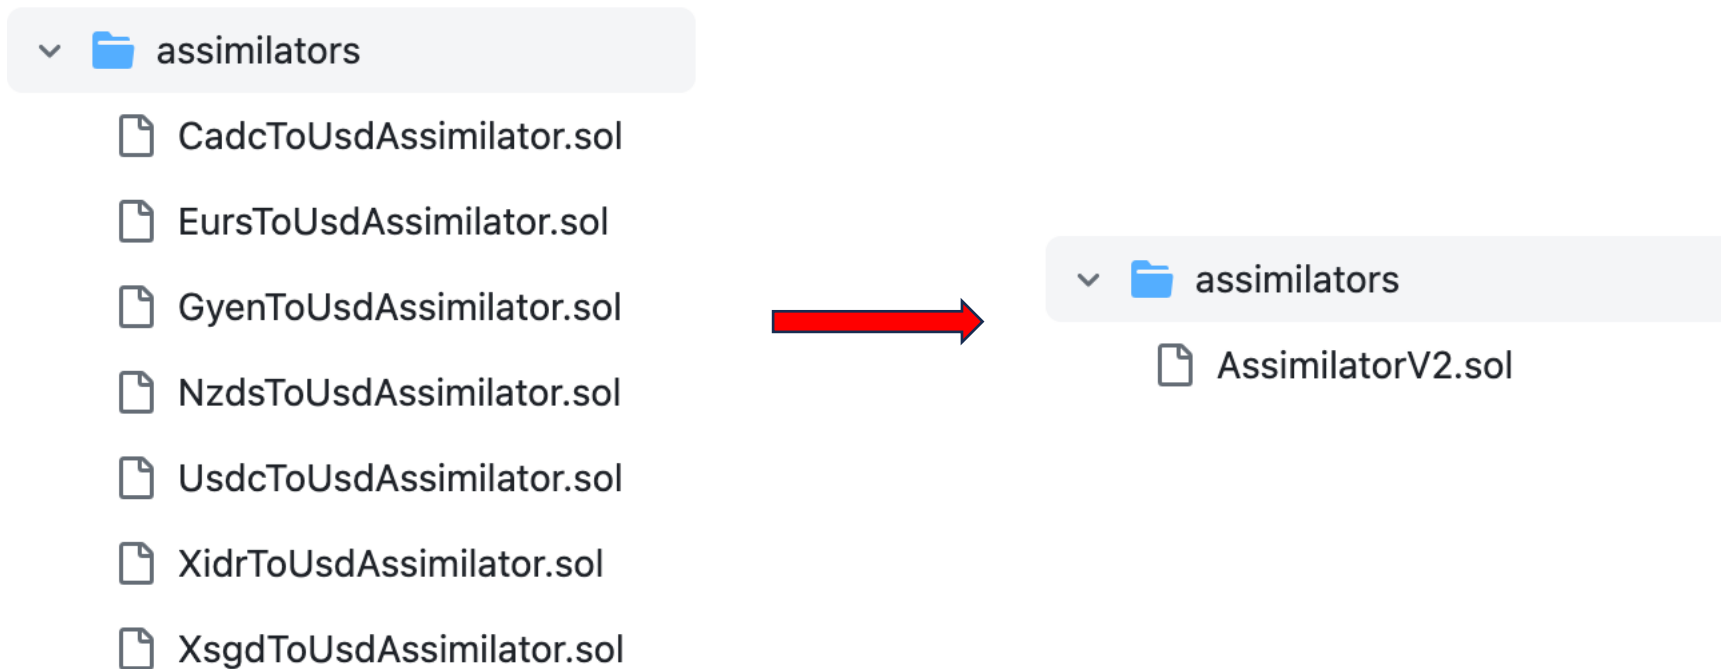 assimilators
CadcToUsdAssimilator.sol
EursToUsdAssimilator.sol
GyenToUsdAssimilator.sol
NzdsToUsdAssimilator.sol
UsdcToUsdAssimilator.sol
XidrToUsdAssimilator.sol
XsgdToUsdAssimilator.sol
assimilators
AssimilatorV2.sol